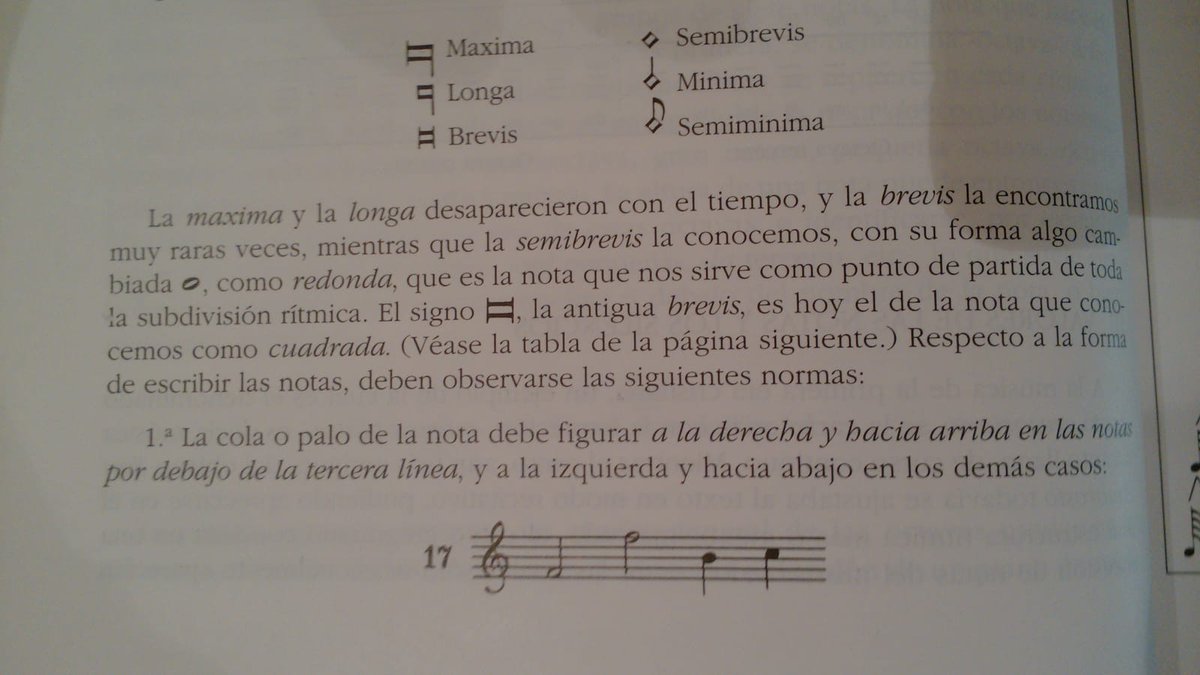 Maxima
Longa
Brevis
Semibrevis
Minima
Semiminima
La maxima y la longa desaparecieron con el tiempo, y la brevis la encontramos
muy raras veces, mientras que la semibrevis la conocemos, con su forma algo cam-
biada , como redonda, que es la nota que nos sirve como punto de partida de toda
la subdivisión rítmica. El signo , la antigua brevis, es hoy el de la nota que cono-
cemos como cuadrada. (Véase la tabla de la página siguiente.) Respecto a la forma
de escribir las notas, deben observarse las siguientes normas:
1.ª La cola o palo de la nota debe figurar a la derecha y hacia arriba en las notas
por debajo de la tercera línea, y a la izquierda y hacia abajo en los demás casos:
17